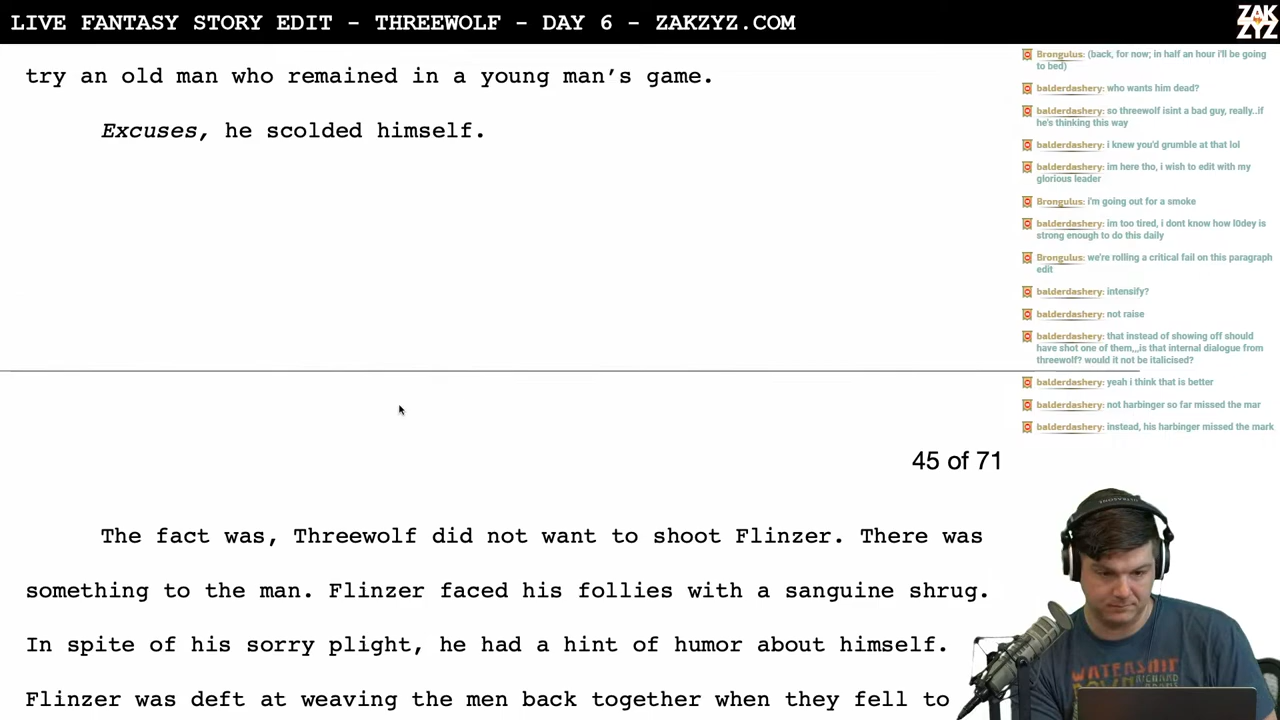 LIVE FANTASY STORY EDIT - THREEWOLF - DAY 6 - ZAKZYZ.COM
ZAK
ZYZ
try an old man who remained in a young man’s game.
Excuses, he scolded himself.
45 of 71
The fact was, Threewolf did not want to shoot Flinzer. There was
something to the man. Flinzer faced his follies with a sanguine shrug.
In spite of his sorry plight, he had a hint of humor about himself.
Flinzer was deft at weaving the men back together when they fell to
Brongulus: (back, for now; in half an hour i'll be going
to bed)
balderdashery: who wants him dead?
balderdashery: so threewolf isint a bad guy, really..if
he's thinking this way
balderdashery: i knew you'd grumble at that lol
balderdashery: im here tho, i wish to edit with my
glorious leader
Brongulus: i'm going out for a smoke
balderdashery: im too tired, i dont know how l0dey is
strong enough to do this daily
Brongulus: we're rolling a critical fail on this paragraph
edit
balderdashery: intensify?
balderdashery: not raise
balderdashery: that instead of showing off should
have shot one of them,,,is that internal dialogue from
threewolf? would it not be italicised?
balderdashery: yeah i think that is better
balderdashery: not harbinger so far missed the mar
balderdashery: instead, his harbinger missed the mark
WATERSHIP
DOWN
RICHARD